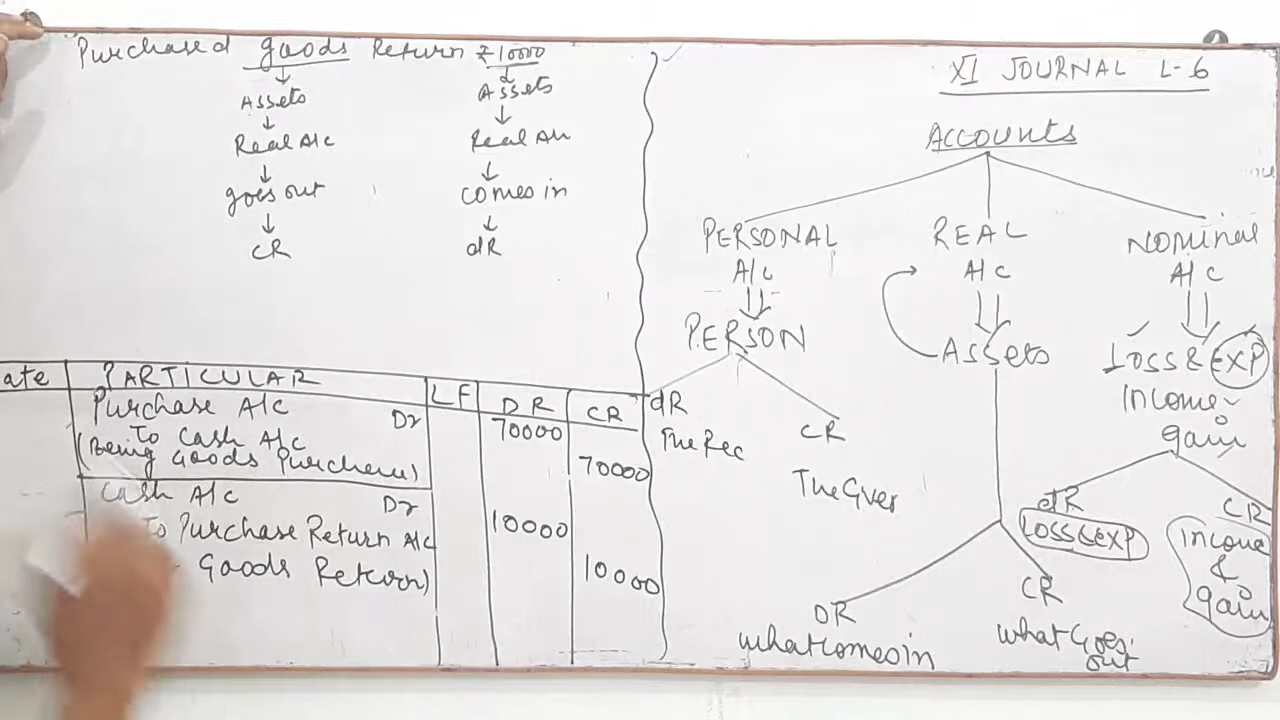 Purchased goods Return ₹10000
Assets Assets
Real A/c Real A/c
goes out comes in
CR dR
ate PARTICULAR LF DR CR
Purchase A/c Dr 70000
To Cash A/c
(Being Goods Purchase) 70000
Cash A/c Dr
To Purchase Return A/c 10000
Goods Return) 10000
XI JOURNAL L-6
ACCOUNTS
PERSONAL REAL Nominal
A/c A/c A/c
PERSON Assets Loss & EXP
Income
gain
dR CR
The Rec The Giver
dR CR
Loss & EXP Income
&
gain
DR CR
what comes in what Goes
out